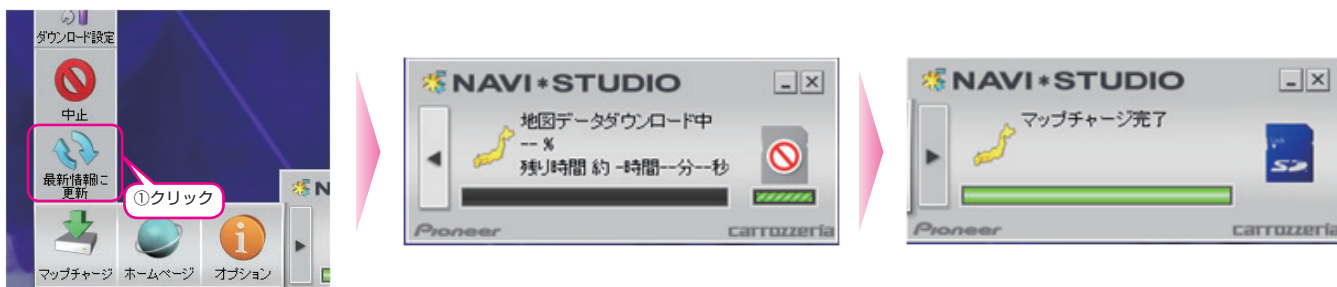 ダウンロード設定
中止
最新情報に
更新
①クリック
マップチャージ
ホームページ
オプション
NAVI*STUDIO
地図データダウンロード中
-- %
残り時間 約 -時間--分--秒
Pioneer
carrozzeria
NAVI*STUDIO
マップチャージ完了
SD
Pioneer
carrozzeria